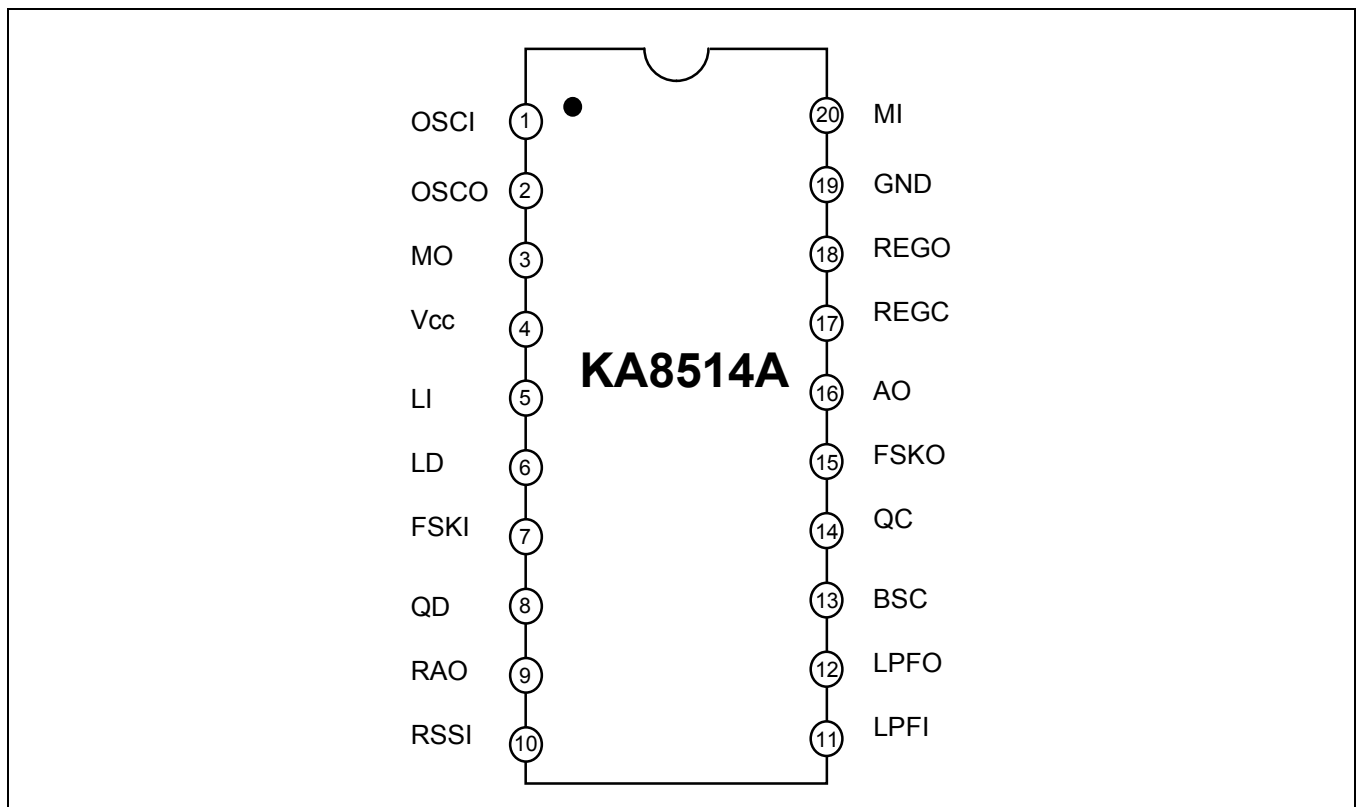 OSCI 1
OSCO 2
MO 3
Vcc 4
LI 5
LD 6
FSKI 7
QD 8
RAO 9
RSSI 10
KA8514A
20 MI
19 GND
18 REGO
17 REGC
16 AO
15 FSKO
14 QC
13 BSC
12 LPFO
11 LPFI